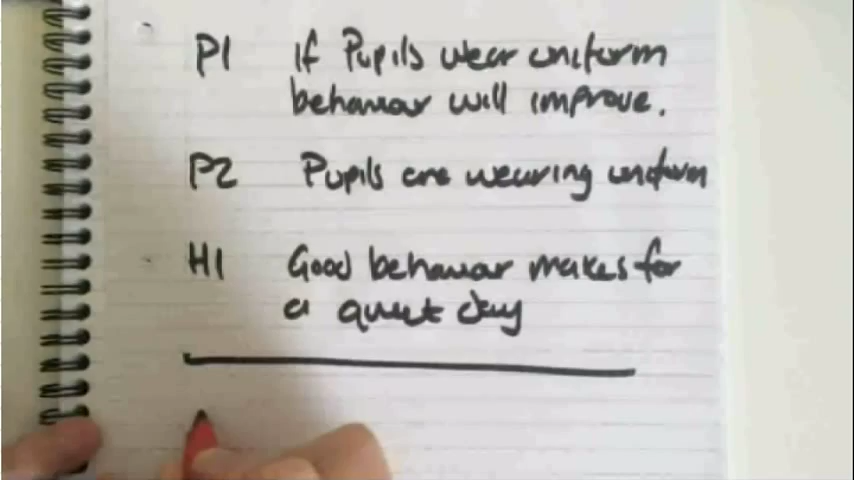 P1 If Pupils wear uniform
behaviour will improve.
P2 Pupils are wearing uniform
H1 Good behaviour makes for
a quiet day